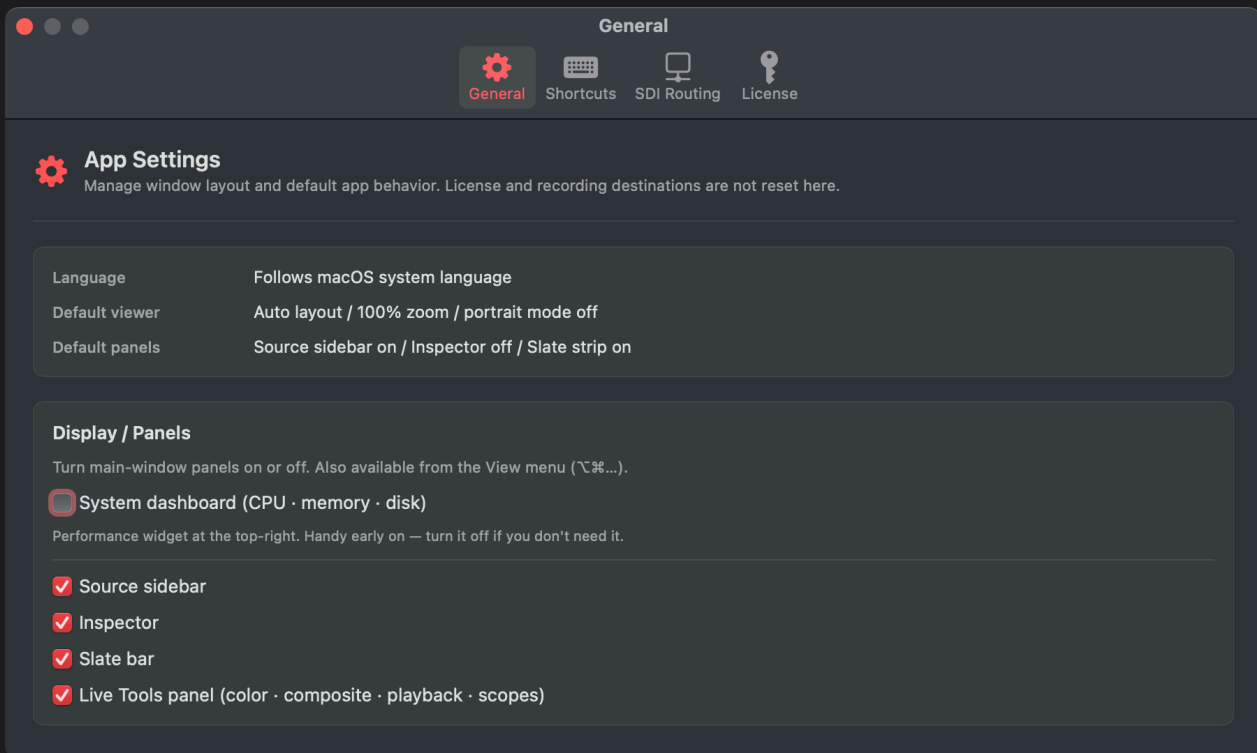 General
General
Shortcuts
SDI Routing
License
App Settings
Manage window layout and default app behavior. License and recording destinations are not reset here.
Language Follows macOS system language
Default viewer Auto layout / 100% zoom / portrait mode off
Default panels Source sidebar on / Inspector off / Slate strip on
Display / Panels
Turn main-window panels on or off. Also available from the View menu (⌥⌘…).
System dashboard (CPU · memory · disk)
Performance widget at the top-right. Handy early on — turn it off if you don't need it.
Source sidebar
Inspector
Slate bar
Live Tools panel (color · composite · playback · scopes)